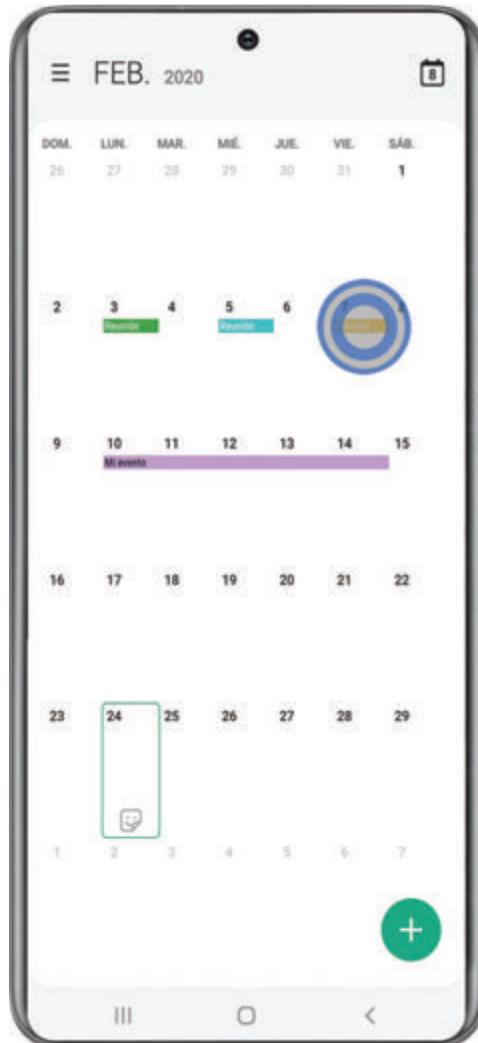 FEB. 2020
8
DOM. LUN. MAR. MIÉ. JUE. VIE. SÁB.
26 27 28 29 30 31 1
2 3 4 5 6 7 8
Reunión Reunión
9 10 11 12 13 14 15
Mi evento
16 17 18 19 20 21 22
23 24 25 26 27 28 29
1 2 3 4 5 6 7